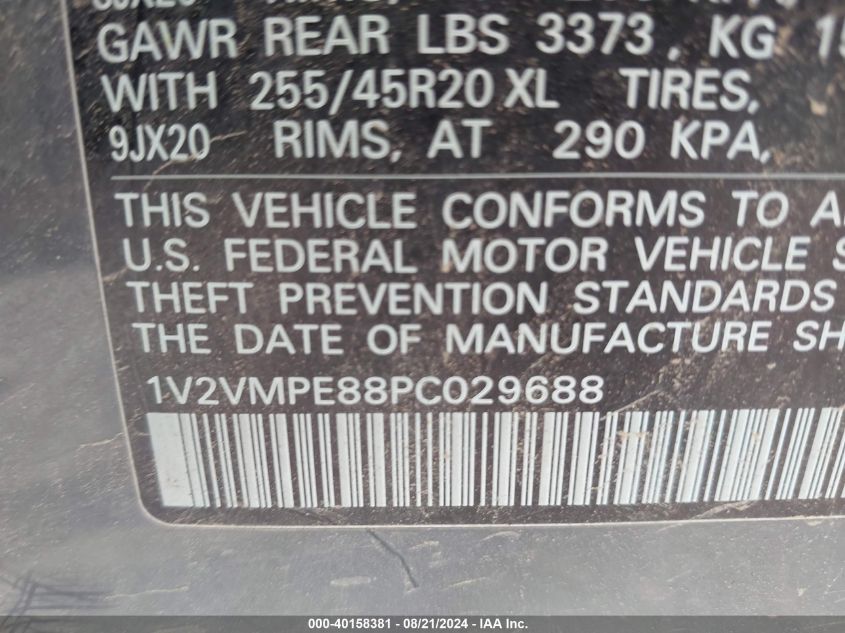 GAWR REAR LBS 3373, KG
WITH 255/45R20 XL TIRES,
9JX20 RIMS, AT 290 KPA,
THIS VEHICLE CONFORMS TO
U.S. FEDERAL MOTOR VEHICLE
THEFT PREVENTION STANDARDS
THE DATE OF MANUFACTURE
1V2VMPE88PC029688
000-40158381 - 08/21/2024 - IAA Inc.